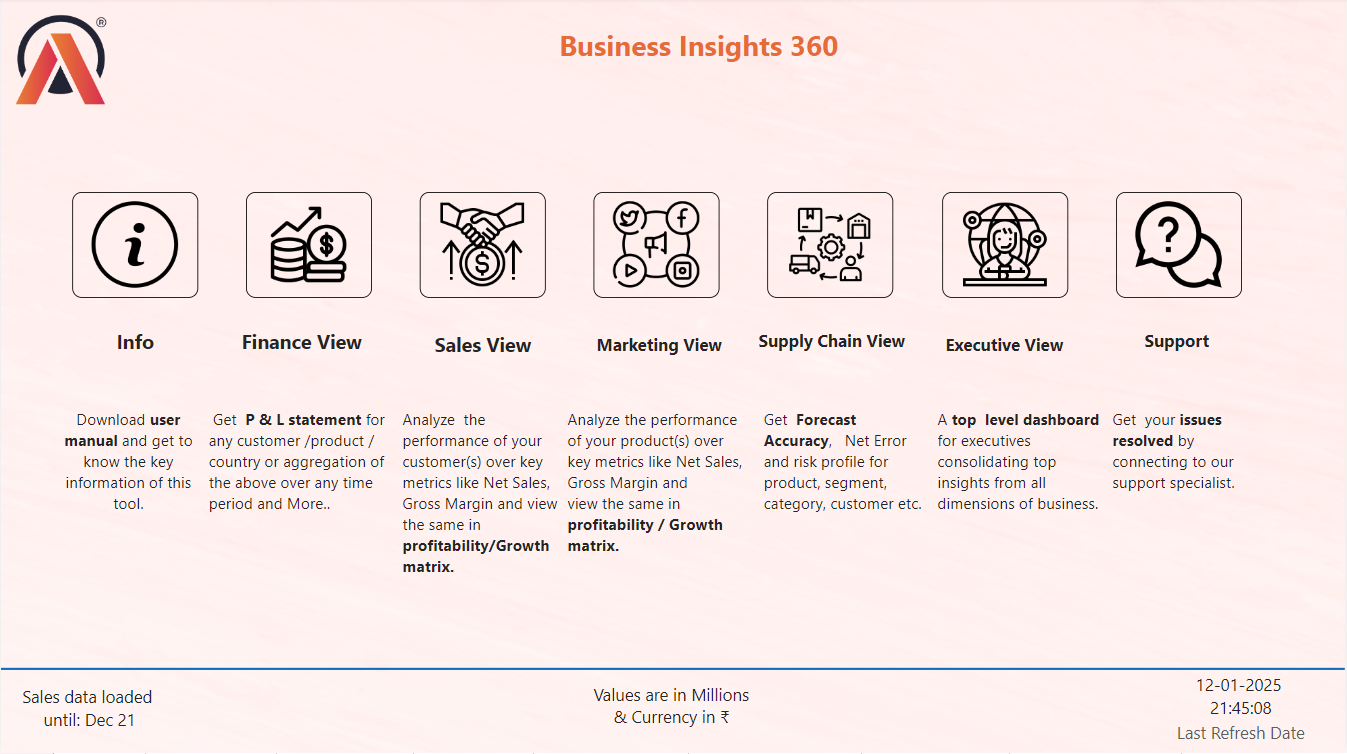 ®
Business Insights 360
Info
Finance View
Sales View
Marketing View
Supply Chain View
Executive View
Support
Download user
manual and get to
know the key
information of this
tool.
Get P & L statement for
any customer /product /
country or aggregation of
the above over any time
period and More..
Analyze the
performance of your
customer(s) over key
metrics like Net Sales,
Gross Margin and view
the same in
profitability/Growth
matrix.
Analyze the performance
of your product(s) over
key metrics like Net Sales,
Gross Margin and
view the same in
profitability / Growth
matrix.
Get Forecast
Accuracy, Net Error
and risk profile for
product, segment,
category, customer etc.
A top level dashboard
for executives
consolidating top
insights from all
dimensions of business.
Get your issues
resolved by
connecting to our
support specialist.
Sales data loaded
until: Dec 21
Values are in Millions
& Currency in ₹
12-01-2025
21:45:08
Last Refresh Date